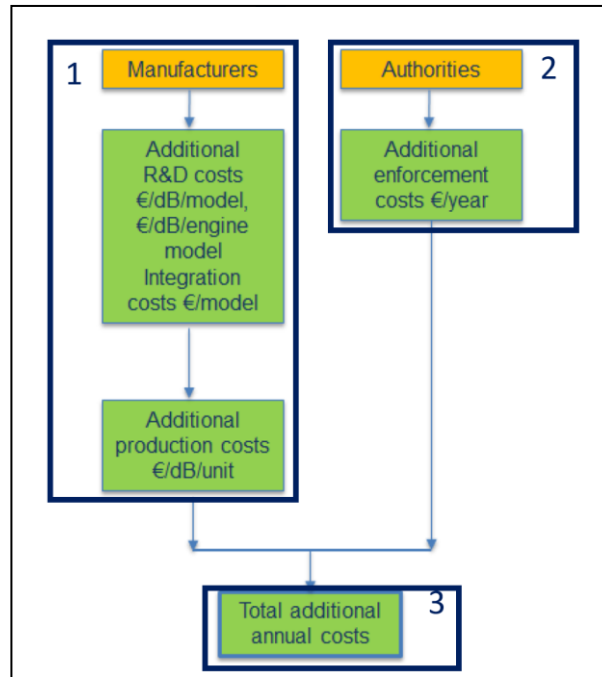 1
Manufacturers
Additional
R&D costs
€/dB/model,
€/dB/engine
model
Integration
costs €/model
Additional
production costs
€/dB/unit
2
Authorities
Additional
enforcement
costs €/year
3
Total additional
annual costs